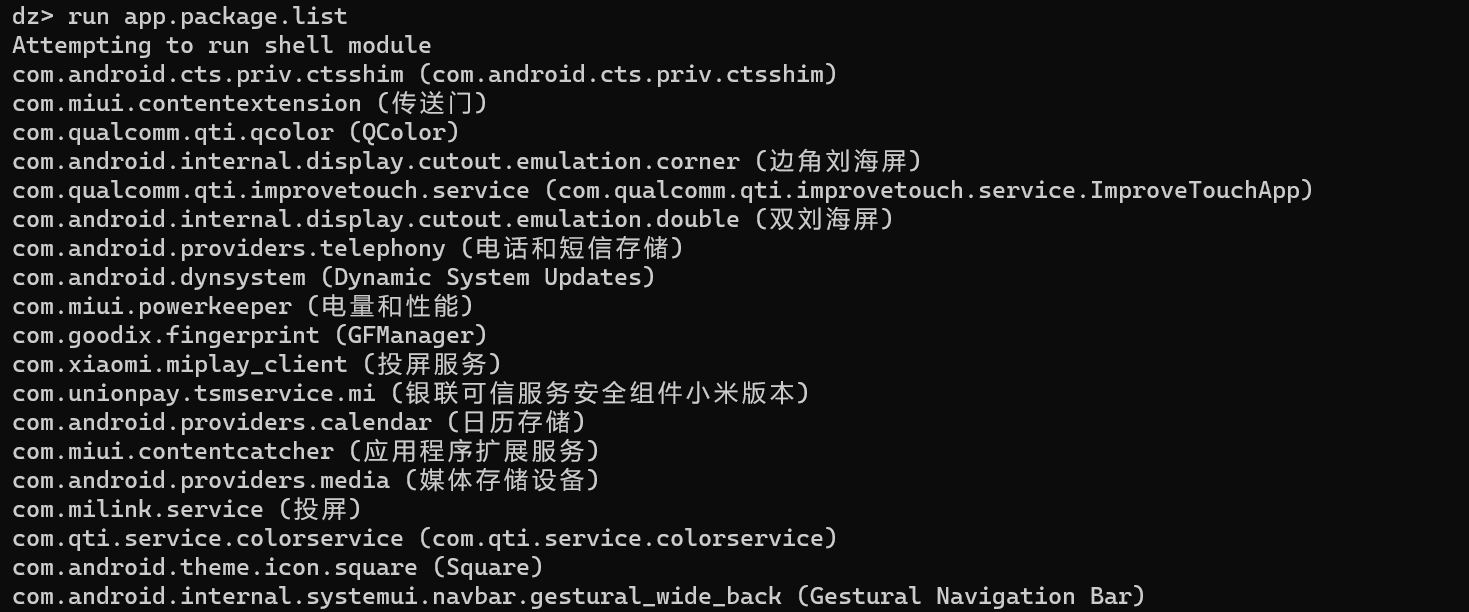 dz> run app.package.list
Attempting to run shell module
com.android.cts.priv.ctsshim (com.android.cts.priv.ctsshim)
com.miui.contentextension (传送门)
com.qualcomm.qti.qcolor (QColor)
com.android.internal.display.cutout.emulation.corner (边角刘海屏)
com.qualcomm.qti.improvetouch.service (com.qualcomm.qti.improvetouch.service.ImproveTouchApp)
com.android.internal.display.cutout.emulation.double (双刘海屏)
com.android.providers.telephony (电话和短信存储)
com.android.dynsystem (Dynamic System Updates)
com.miui.powerkeeper (电量和性能)
com.goodix.fingerprint (GFManager)
com.xiaomi.miplay_client (投屏服务)
com.unionpay.tsmservice.mi (银联可信服务安全组件小米版本)
com.android.providers.calendar (日历存储)
com.miui.contentcatcher (应用程序扩展服务)
com.android.providers.media (媒体存储设备)
com.milink.service (投屏)
com.qti.service.colorservice (com.qti.service.colorservice)
com.android.theme.icon.square (Square)
com.android.internal.systemui.navbar.gestural_wide_back (Gestural Navigation Bar)